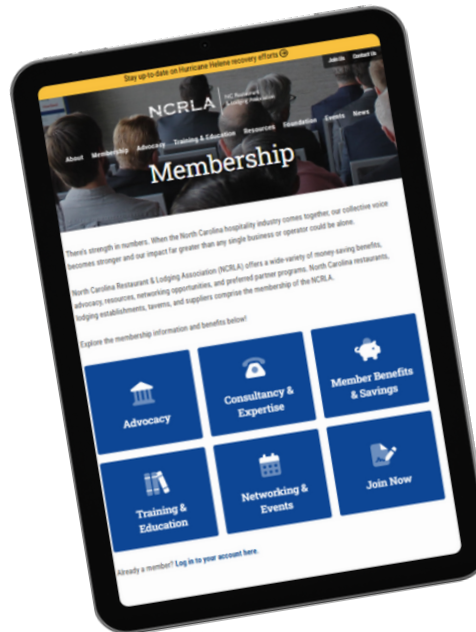 Stay up-to-date on Hurricane Helene recovery efforts
Join Us Contact Us
NCRLA NC Restaurant
& Lodging Association
About Membership Advocacy Training & Education Resources Foundation Events News
Membership
There's strength in numbers. When the North Carolina hospitality industry comes together, our collective voice
becomes stronger and our impact far greater than any single business or operator could be alone.
North Carolina Restaurant & Lodging Association (NCRLA) offers a wide-variety of money-saving benefits,
advocacy, resources, networking opportunities, and preferred partner programs. North Carolina restaurants,
lodging establishments, taverns, and suppliers comprise the membership of the NCRLA.
Explore the membership information and benefits below!
Advocacy
Consultancy &
Expertise
Member Benefits
& Savings
Training &
Education
Networking &
Events
Join Now
Already a member? Log in to your account here.